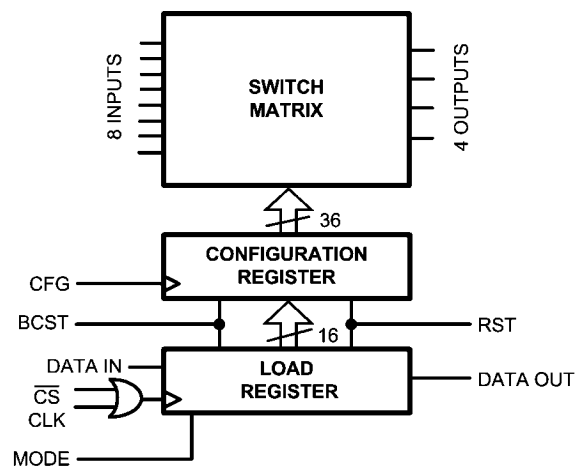 8 INPUTS
SWITCH
MATRIX
4 OUTPUTS
36
CONFIGURATION
REGISTER
CFG
BCST
16
RST
DATA IN
LOAD
REGISTER
DATA OUT
CS
CLK
MODE